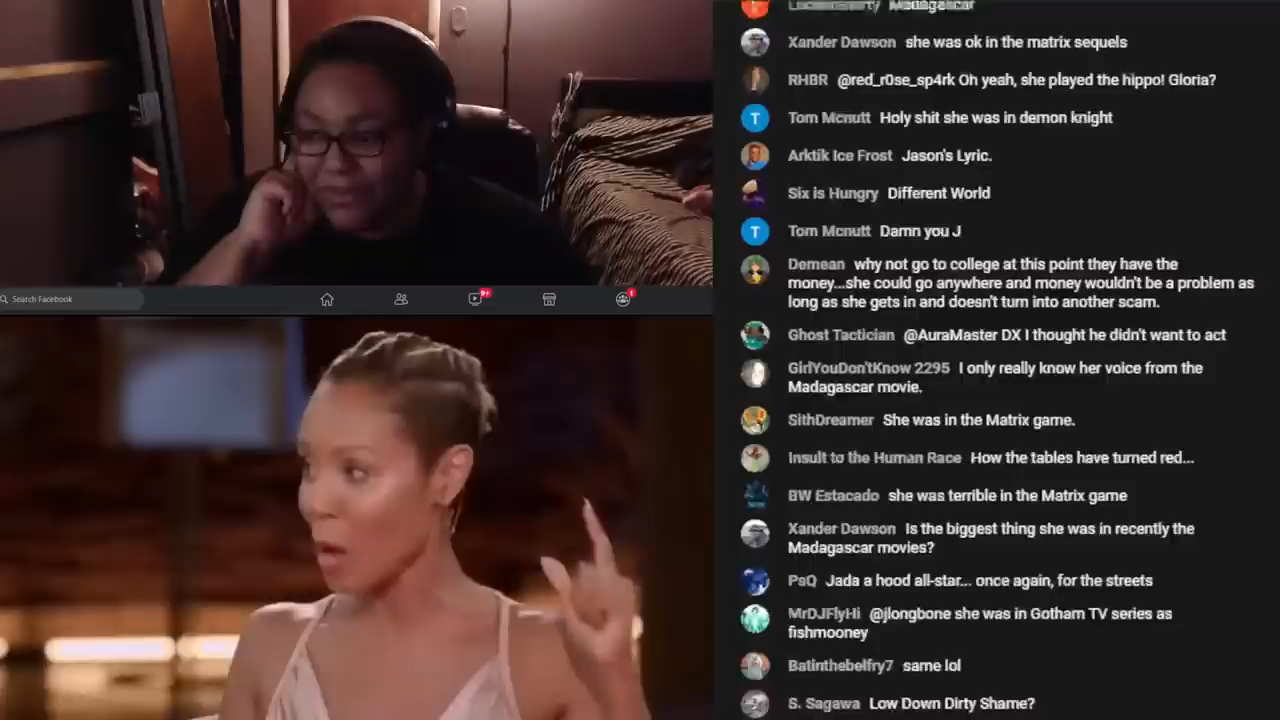 Madagascar
Xander Dawson she was ok in the matrix sequels
RHBR @red_r0se_sp4rk Oh yeah, she played the hippo! Gloria?
T Tom Mcnutt Holy shit she was in demon knight
Arktik Ice Frost Jason's Lyric.
Six is Hungry Different World
T Tom Mcnutt Damn you J
Demean why not go to college at this point they have the
money...she could go anywhere and money wouldn't be a problem as
long as she gets in and doesn't turn into another scam.
Search Facebook
9+
1
Ghost Tactician @AuraMaster DX I thought he didn't want to act
GirlYouDon'tKnow 2295 I only really know her voice from the
Madagascar movie.
SithDreamer She was in the Matrix game.
Insult to the Human Race How the tables have turned red...
BW Estacado she was terrible in the Matrix game
Xander Dawson Is the biggest thing she was in recently the
Madagascar movies?
PsQ Jada a hood all-star... once again, for the streets
MrDJFlyHi @jlongbone she was in Gotham TV series as
fishmooney
Batinthebelfry7 same lol
S. Sagawa Low Down Dirty Shame?